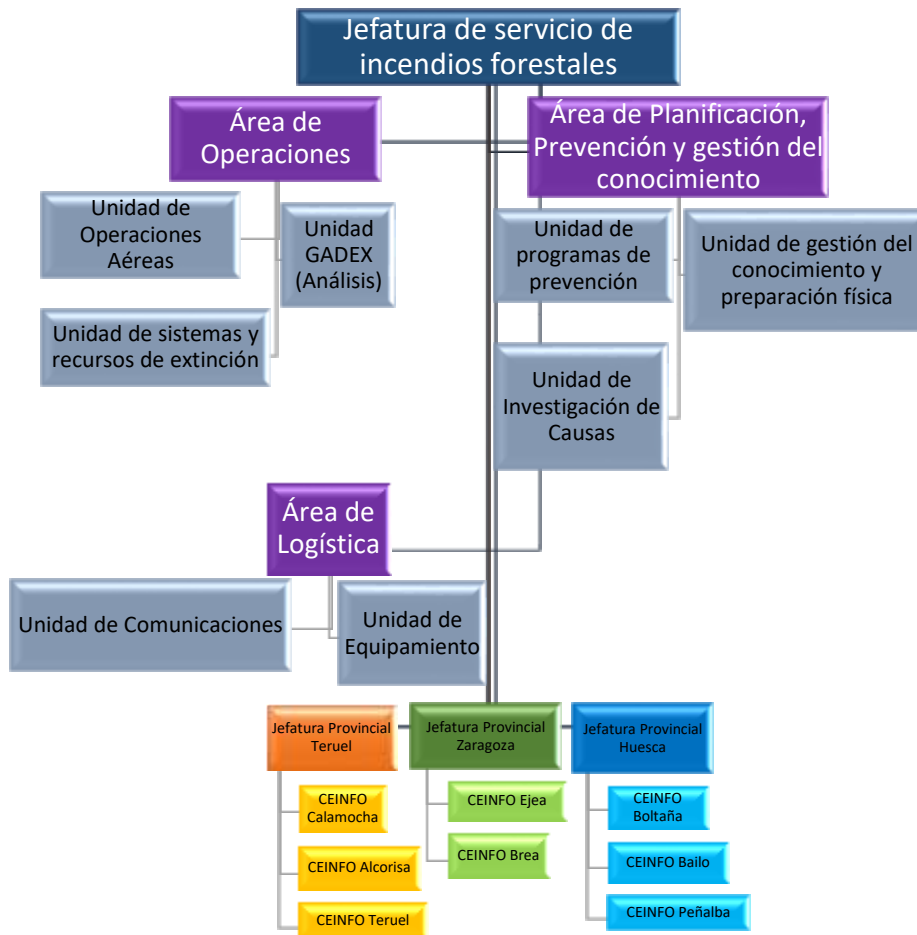 Jefatura de servicio de
incendios forestales
Área de
Operaciones
Área de Planificación,
Prevención y gestión del
conocimiento
Unidad de
Operaciones
Aéreas
Unidad
GADEX
(Análisis)
Unidad de
programas de
prevención
Unidad de gestión del
conocimiento y
preparación física
Unidad de sistemas y
recursos de extinción
Unidad de
Investigación de
Causas
Área de
Logística
Unidad de Comunicaciones
Unidad de
Equipamiento
Jefatura Provincial
Teruel
Jefatura Provincial
Zaragoza
Jefatura Provincial
Huesca
CEINFO
Calamocha
CEINFO Alcorisa
CEINFO Teruel
CEINFO Ejea
CEINFO Brea
CEINFO
Boltaña
CEINFO Bailo
CEINFO Peñalba